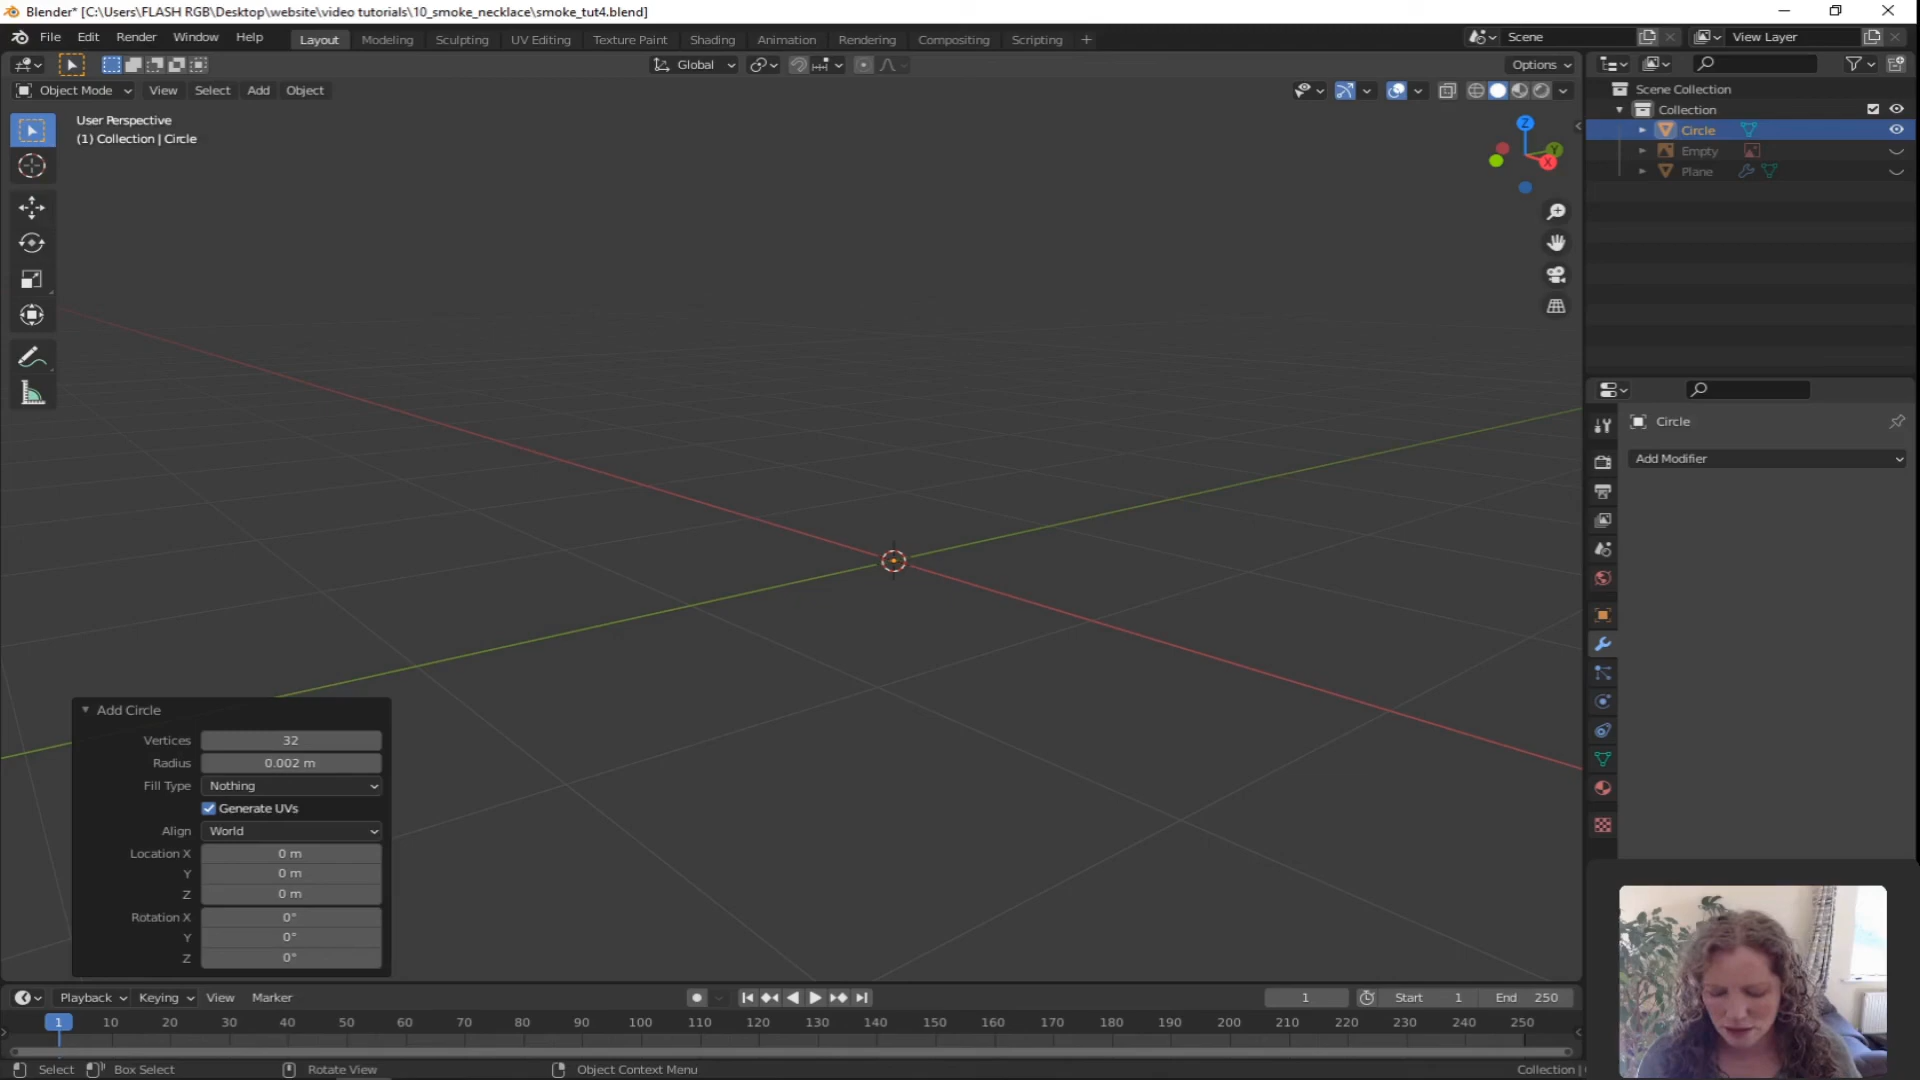 Blender* [C:\Users\FLASH RGB\Desktop\website\video tutorials\10_smoke_necklace\smoke_tut4.blend]
File Edit Render Window Help Layout Modeling Sculpting UV Editing Texture Paint Shading Animation Rendering Compositing Scripting + Scene View Layer
Global Options
Object Mode View Select Add Object
User Perspective
(1) Collection | Circle
Z
Y
X
Scene Collection
Collection
Circle
Empty
Plane
Circle
Add Modifier
Add Circle
Vertices 32
Radius 0.002 m
Fill Type Nothing
Generate UVs
Align World
Location X 0 m
Y 0 m
Z 0 m
Rotation X 0°
Y 0°
Z 0°
Playback Keying View Marker 1 Start 1 End 250
1 10 20 30 40 50 60 70 80 90 100 110 120 130 140 150 160 170 180 190 200 210 220 230 240 250
Select Box Select Rotate View Object Context Menu Collection |